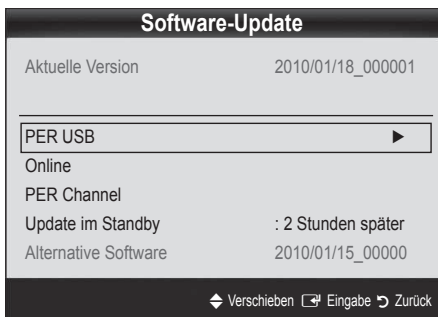 Software-Update
Aktuelle Version 2010/01/18_000001
PER USB ►
Online
PER Channel
Update im Standby : 2 Stunden später
Alternative Software 2010/01/15_00000
Verschieben Eingabe Zurück